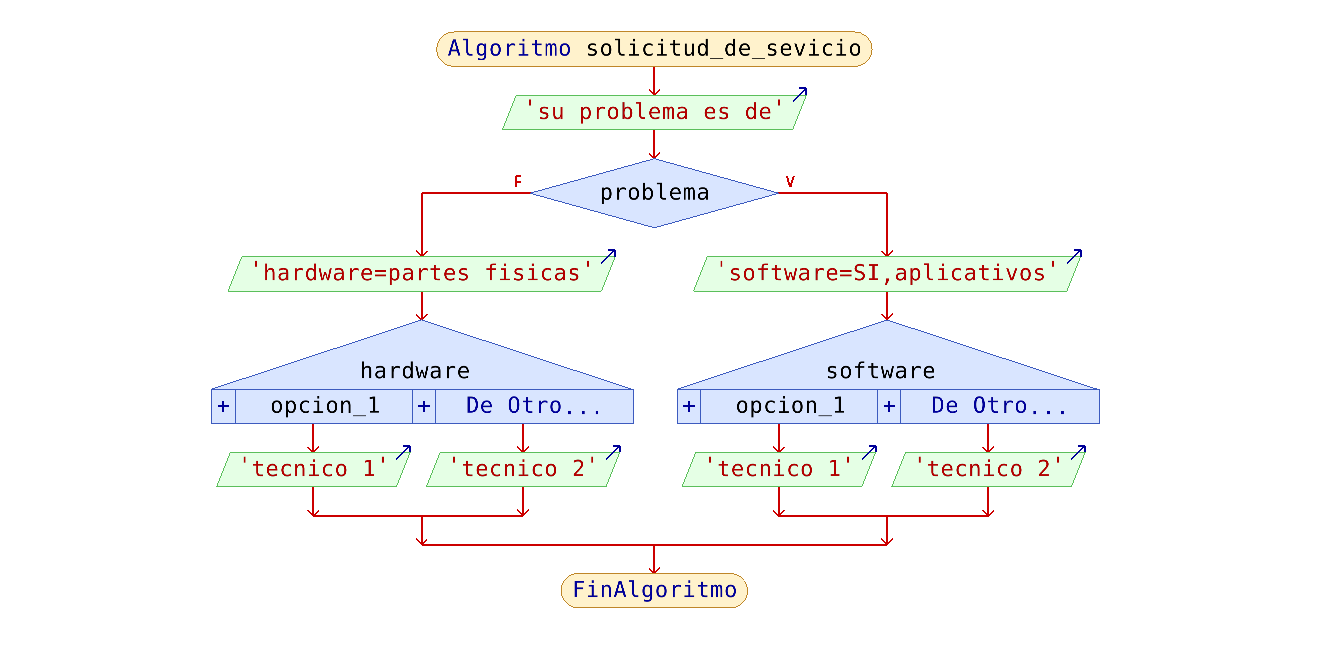 Algoritmo solicitud_de_sevicio
'su problema es de'
F
problema
V
'hardware=partes fisicas'
'software=SI,aplicativos'
hardware
software
+ opcion_1 + De Otro...
+ opcion_1 + De Otro...
'tecnico 1'
'tecnico 2'
'tecnico 1'
'tecnico 2'
FinAlgoritmo